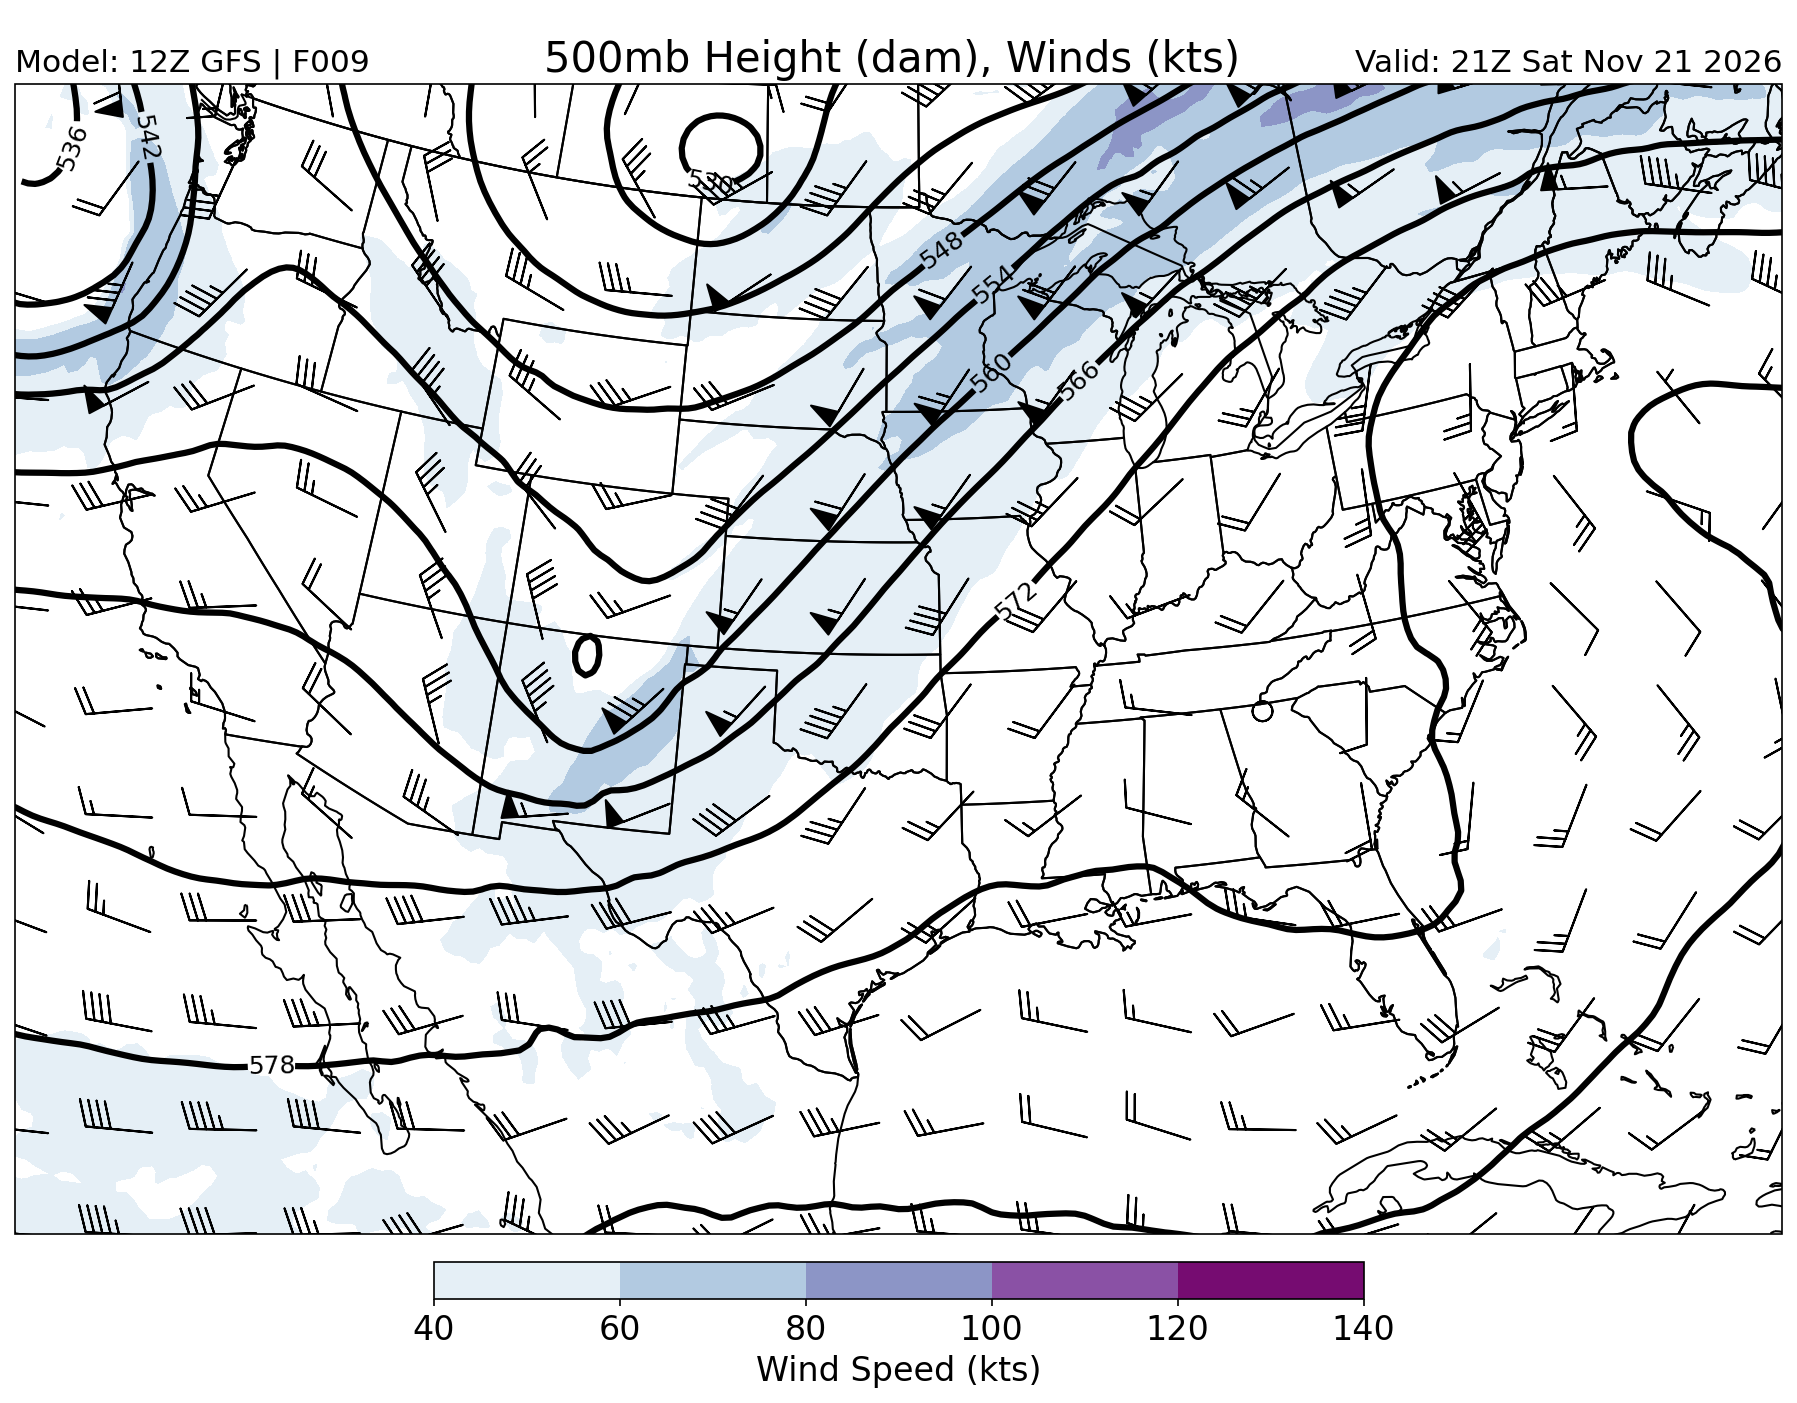 Model: 12Z GFS | F009
500mb Height (dam), Winds (kts)
Valid: 21Z Sat Nov 21 2026
536
542
548
554
560
566
572
578
40 60 80 100 120 140
Wind Speed (kts)